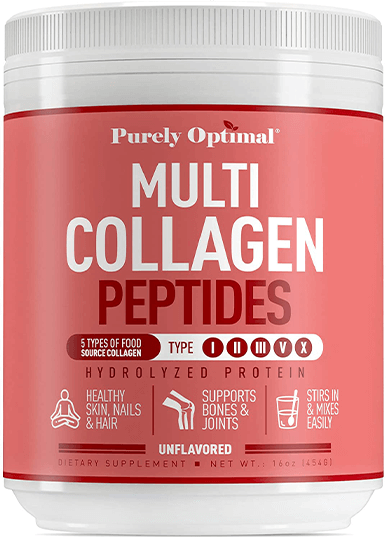 Purely Optimal®
MULTI
COLLAGEN
PEPTIDES
5 TYPES OF FOOD
SOURCE COLLAGEN
TYPE I II III V X
HYDROLYZED PROTEIN
HEALTHY
SKIN, NAILS
& HAIR
SUPPORTS
BONES &
JOINTS
STIRS IN
& MIXES
EASILY
UNFLAVORED
DIETARY SUPPLEMENT • NET WT.: 16oz (454G)